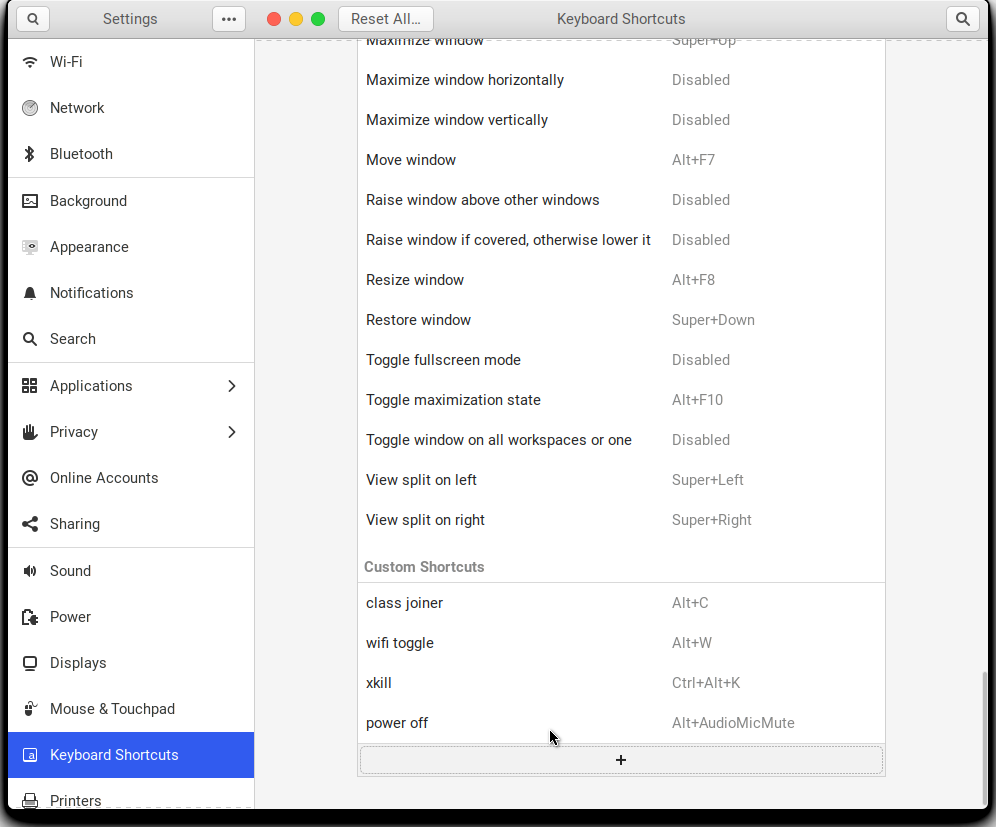 Settings
Reset All...
Keyboard Shortcuts
Wi-Fi
Network
Bluetooth
Background
Appearance
Notifications
Search
Applications
Privacy
Online Accounts
Sharing
Sound
Power
Displays
Mouse & Touchpad
Keyboard Shortcuts
Printers
Maximize window Super+Up
Maximize window horizontally Disabled
Maximize window vertically Disabled
Move window Alt+F7
Raise window above other windows Disabled
Raise window if covered, otherwise lower it Disabled
Resize window Alt+F8
Restore window Super+Down
Toggle fullscreen mode Disabled
Toggle maximization state Alt+F10
Toggle window on all workspaces or one Disabled
View split on left Super+Left
View split on right Super+Right
Custom Shortcuts
class joiner Alt+C
wifi toggle Alt+W
xkill Ctrl+Alt+K
power off Alt+AudioMicMute
+